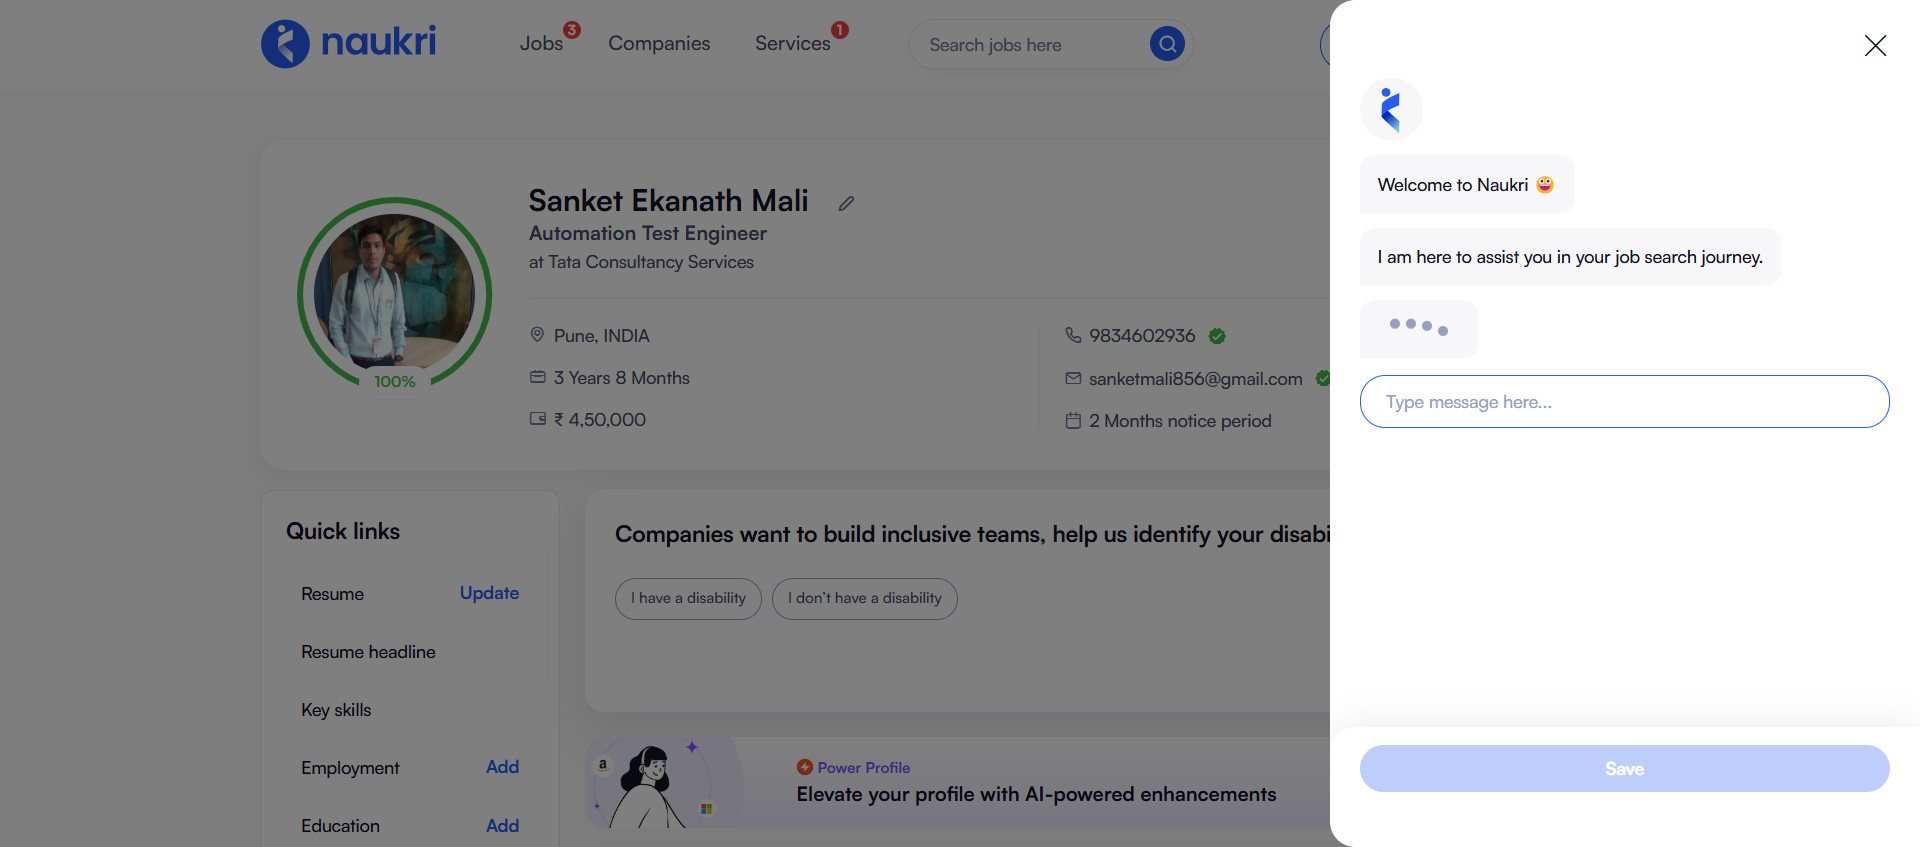 naukri
Jobs 3
Companies
Services 1
Search jobs here
Sanket Ekanath Mali
Automation Test Engineer
at Tata Consultancy Services
100%
Pune, INDIA
3 Years 8 Months
₹ 4,50,000
9834602936
sanketmali856@gmail.com
2 Months notice period
Quick links
Resume Update
Resume headline
Key skills
Employment Add
Education Add
Companies want to build inclusive teams, help us identify your disabi
I have a disability
I don't have a disability
a
Power Profile
Elevate your profile with AI-powered enhancements
Welcome to Naukri
I am here to assist you in your job search journey.
Type message here...
Save